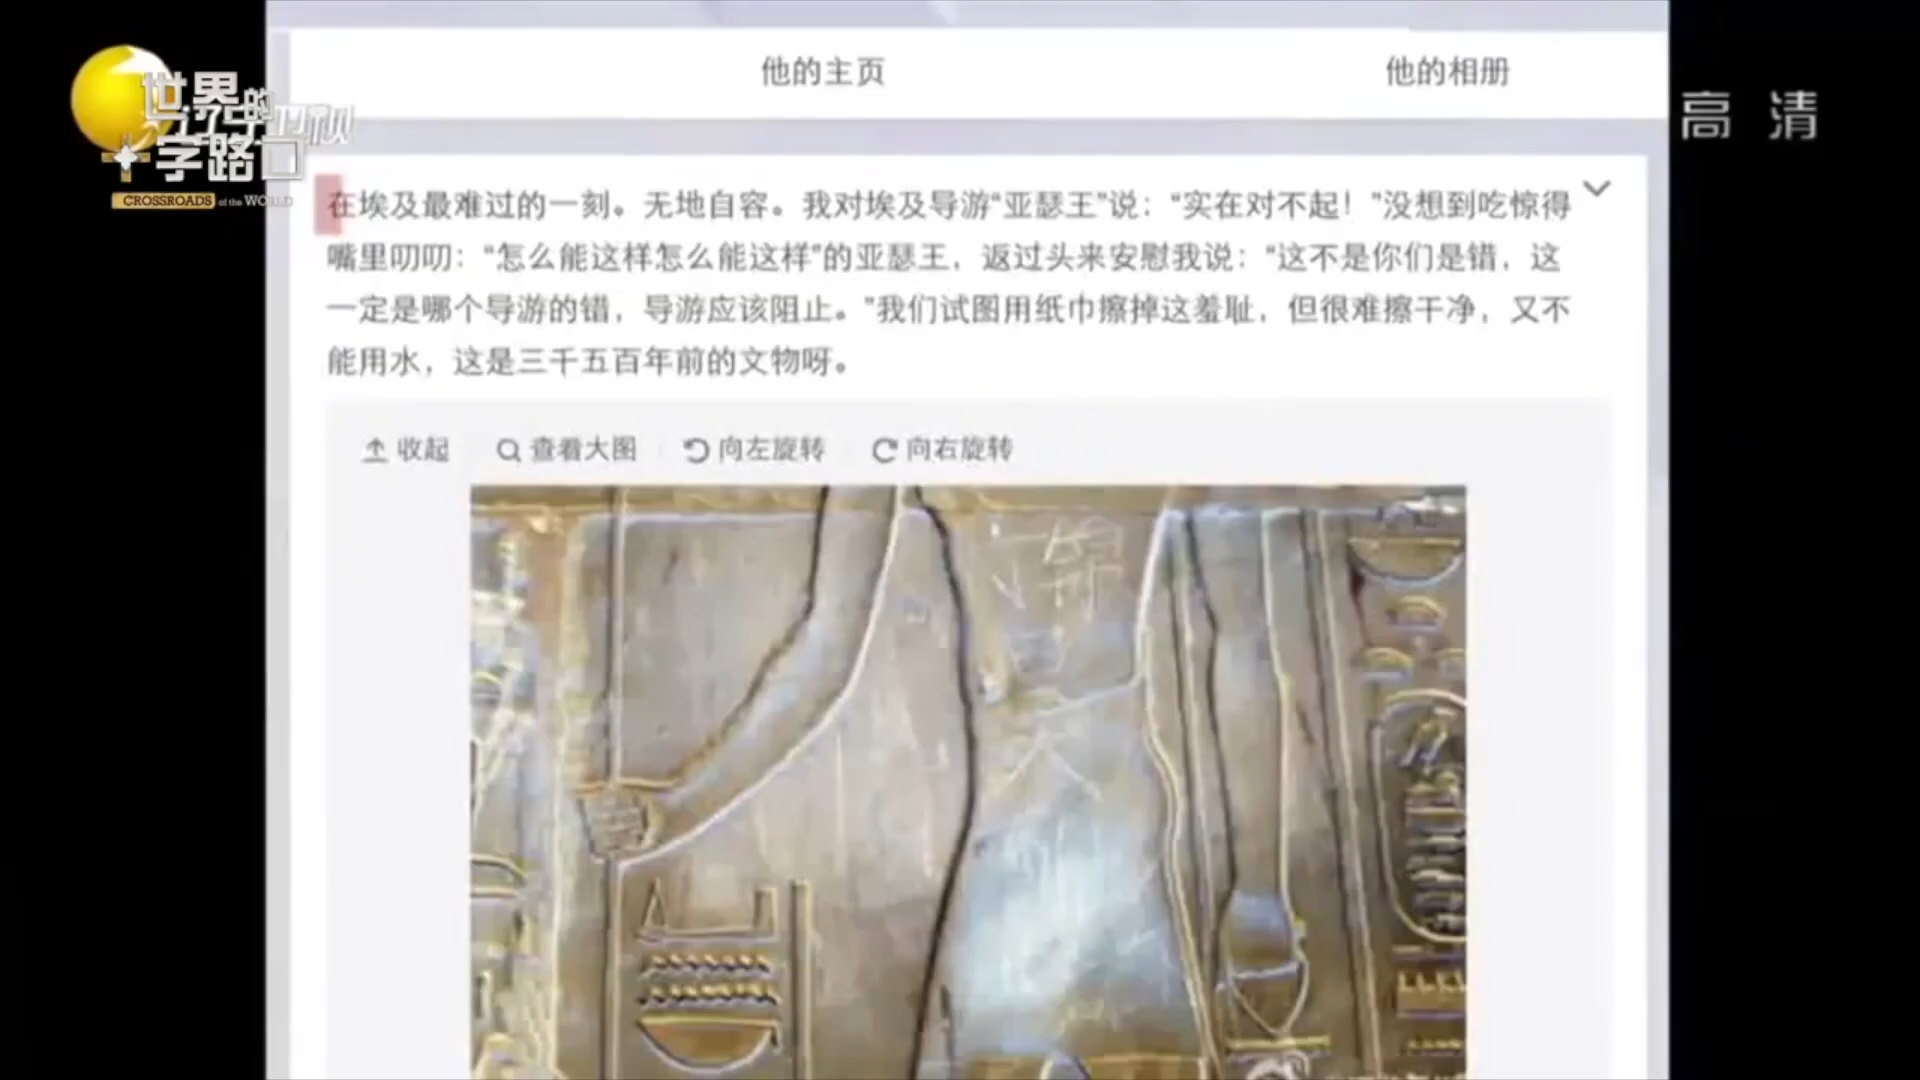 他的主页
他的相册
世界的
十字路口
CROSSROADS of the WORLD
高清
在埃及最难过的一刻。无地自容。我对埃及导游“亚瑟王”说：“实在对不起！”没想到吃惊得
嘴里叨叨：“怎么能这样怎么能这样”的亚瑟王，返过头来安慰我说：“这不是你们是错，这
一定是哪个导游的错，导游应该阻止。”我们试图用纸巾擦掉这羞耻，但很难擦干净，又不
能用水，这是三千五百年前的文物呀。
收起 查看大图 向左旋转 向右旋转
丁锦